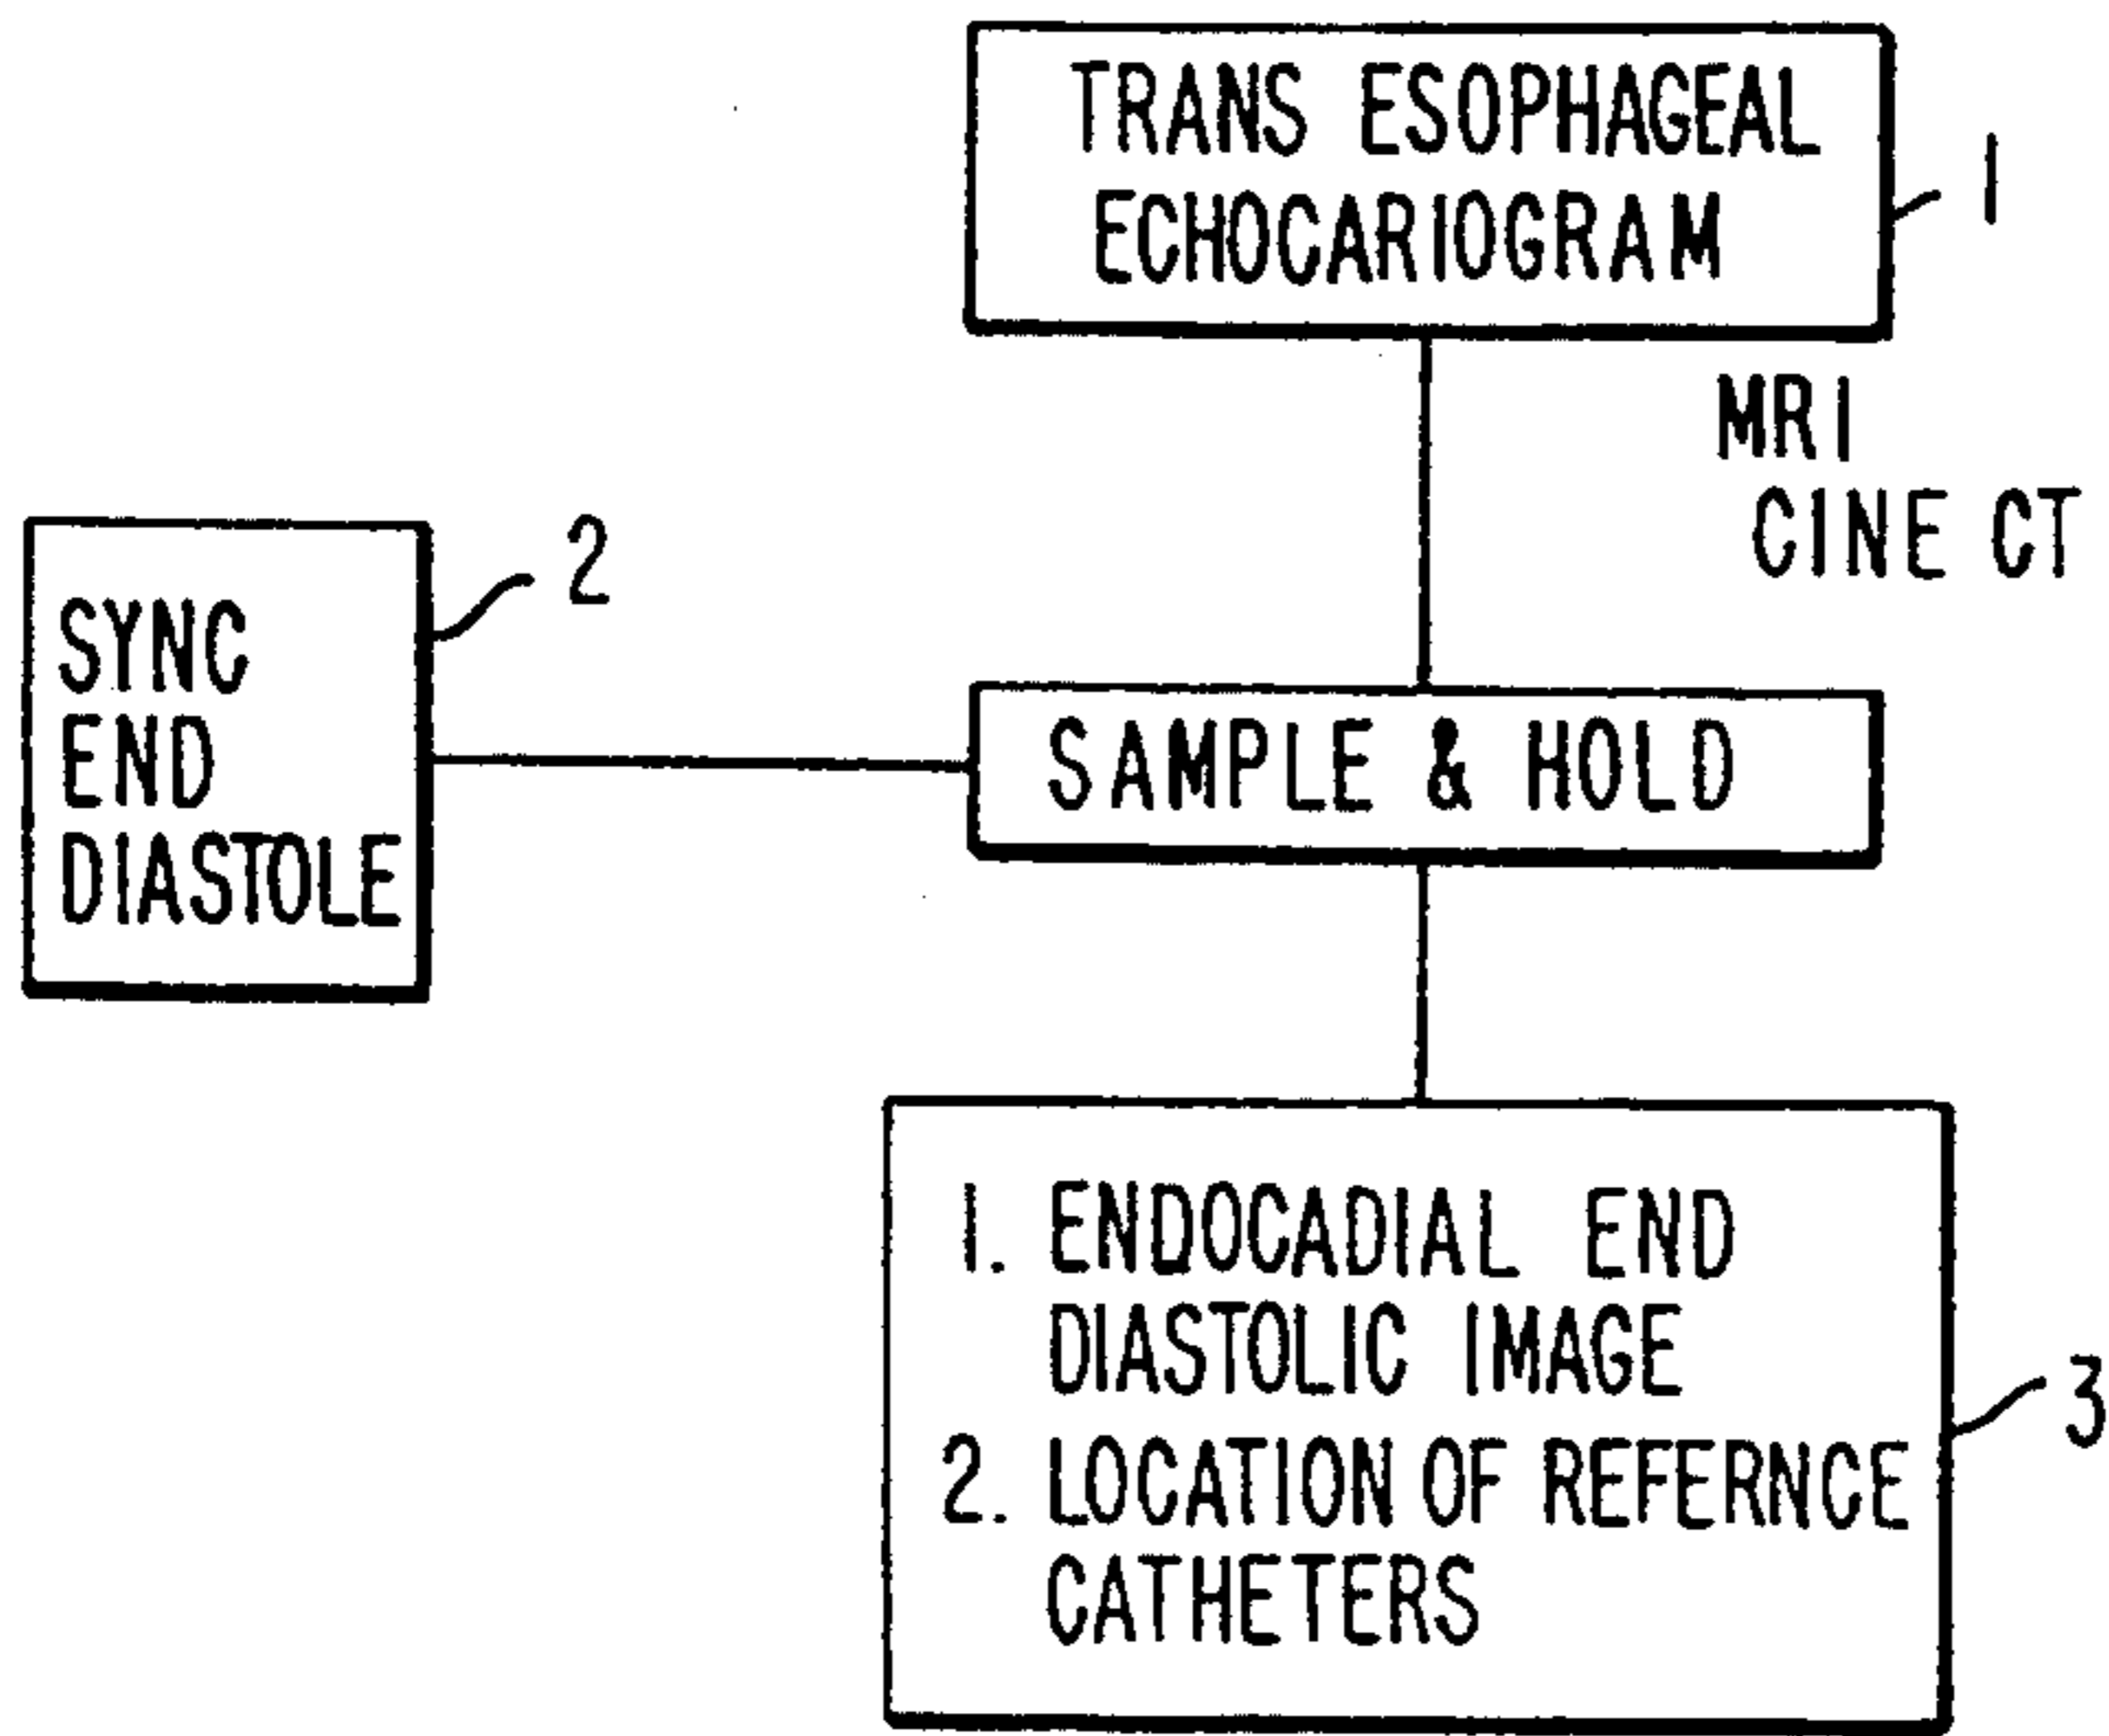 TRANS ESOPHAGEAL
ECHOCARIOGRAM
1
MRI
CINE CT
2
SYNC
END
DIASTOLE
SAMPLE & HOLD
1. ENDOCADIAL END
DIASTOLIC IMAGE
2. LOCATION OF REFERNCE
CATHETERS
3